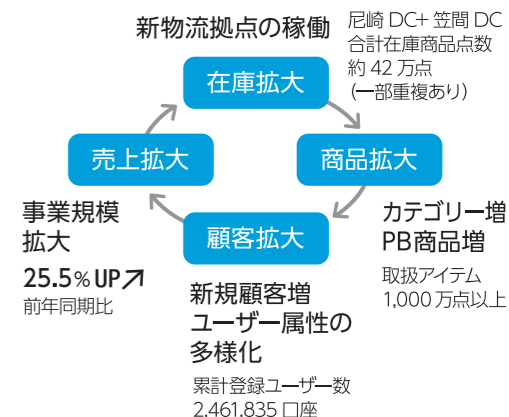 新物流拠点の稼働
尼崎 DC+ 笠間 DC
合計在庫商品点数
約 42 万点
(一部重複あり)
在庫拡大
売上拡大
商品拡大
事業規模
拡大
25.5% UP↗
前年同期比
顧客拡大
カテゴリー増
PB商品増
取扱アイテム
1,000 万点以上
新規顧客増
ユーザー属性の
多様化
累計登録ユーザー数
2.461.835 口座